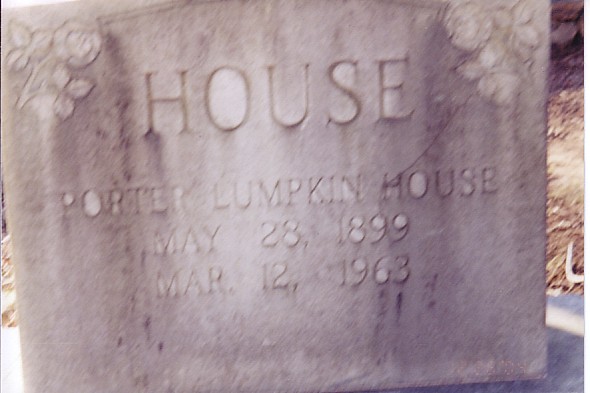 HOUSE
PORTER LUMPKIN HOUSE
MAY 28, 1899
MAR. 12, 1963